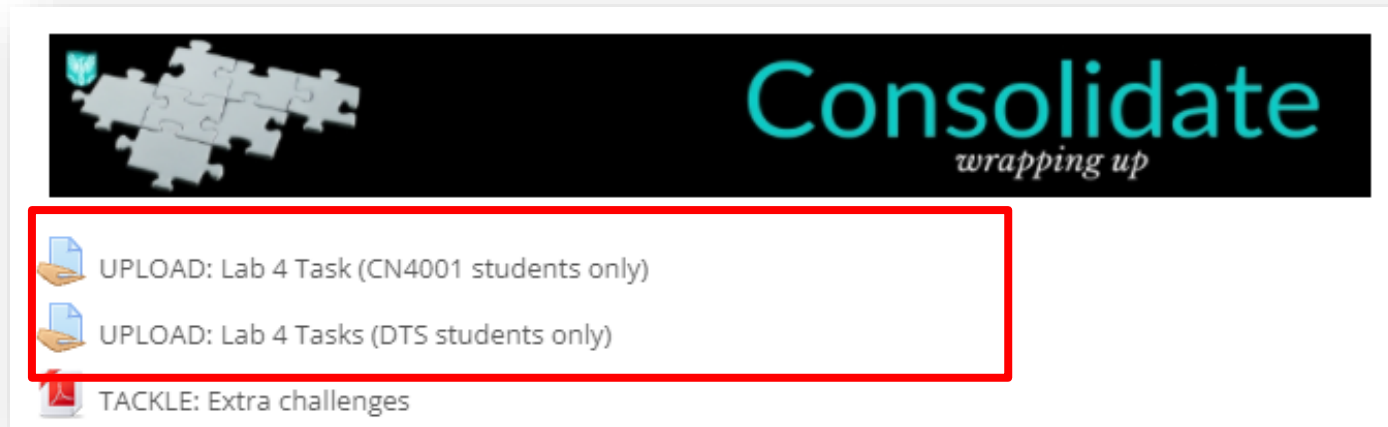 Consolidate
wrapping up
UPLOAD: Lab 4 Task (CN4001 students only)
UPLOAD: Lab 4 Tasks (DTS students only)
TACKLE: Extra challenges